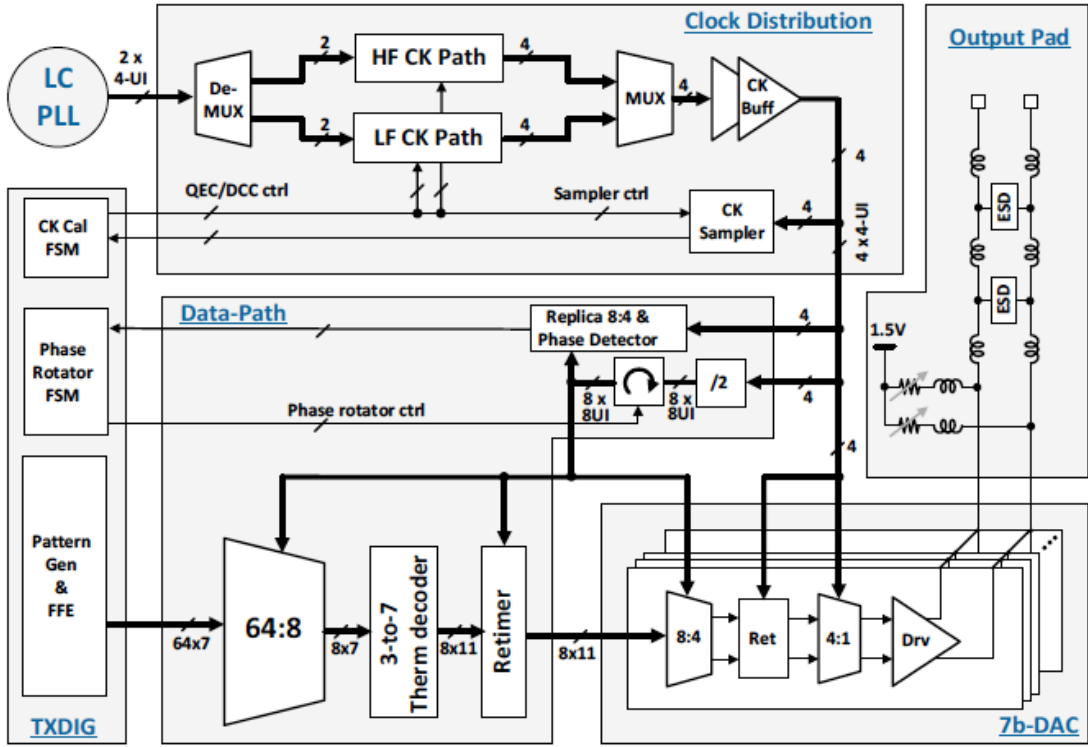 Clock Distribution
Output Pad
LC
PLL
2 x
4-UI
De-
MUX
2
HF CK Path
4
2
LF CK Path
4
MUX
4
CK
Buff
4
QEC/DCC ctrl
Sampler ctrl
CK
Sampler
4
4 x 4-UI
CK Cal
FSM
ESD
ESD
1.5V
Data-Path
Replica 8:4 &
Phase Detector
4
Phase
Rotator
FSM
8 x
8UI
8 x
8UI
/2
4
Phase rotator ctrl
4
Pattern
Gen
&
FFE
64x7
64:8
8x7
3-to-7
Therm decoder
8x11
Retimer
8x11
8:4
Ret
4:1
Drv
TXDIG
7b-DAC